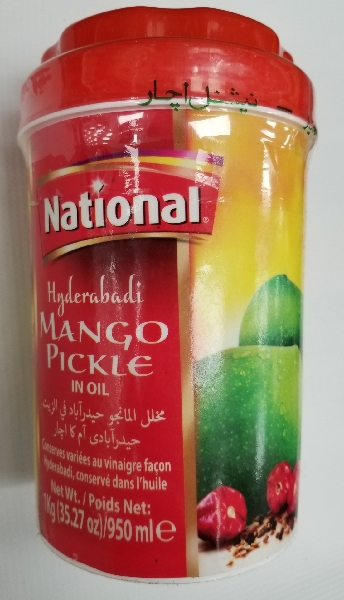 نیشنل اچار
National
Hyderabadi
MANGO
PICKLE
IN OIL
مخلل المانجو حيدرآباد في الزيت
حیدرآبادی آم کا اچار
Conserves variées au vinaigre façon
Hyderabadi, conservé dans l'huile
Net Wt. / Poids Net:
1Kg (35.27 oz)/950 ml e